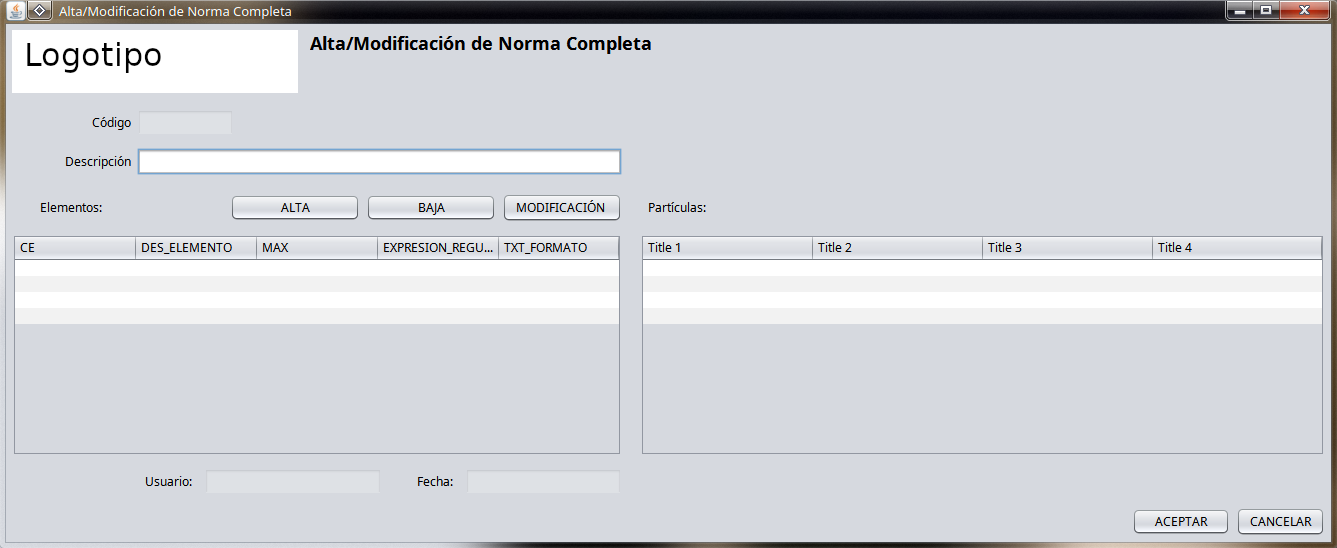 Alta/Modificación de Norma Completa
Logotipo
Alta/Modificación de Norma Completa
Código
Descripción
Elementos: ALTA BAJA MODIFICACIÓN Partículas:
CE DES_ELEMENTO MAX EXPRESION_REGU... TXT_FORMATO Title 1 Title 2 Title 3 Title 4
Usuario: Fecha:
ACEPTAR CANCELAR